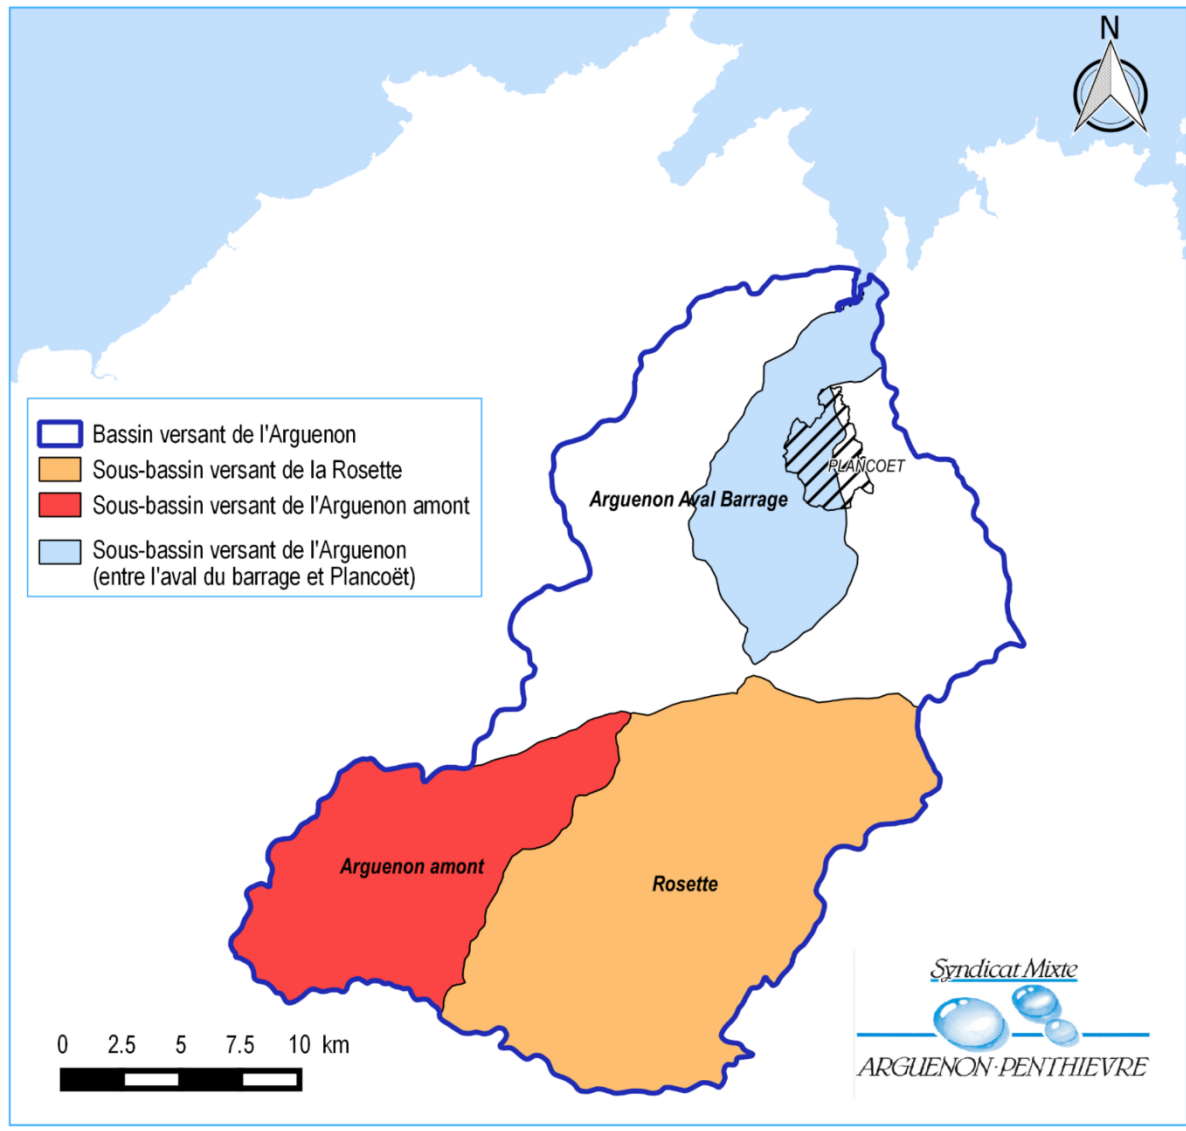 N
Bassin versant de l'Arguenon
Sous-bassin versant de la Rosette
Sous-bassin versant de l'Arguenon amont
Sous-bassin versant de l'Arguenon
(entre l'aval du barrage et Plancoët)
PLANCOET
Arguenon Aval Barrage
Arguenon amont
Rosette
0 2.5 5 7.5 10 km
Syndicat Mixte
ARGUENON·PENTHIEVRE